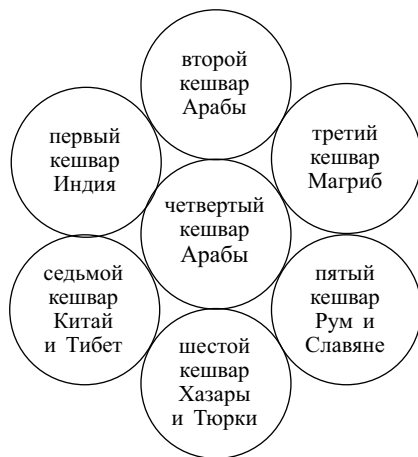 второй
кешвар
Арабы
первый
кешвар
Индия
третий
кешвар
Магриб
четвертый
кешвар
Арабы
седьмой
кешвар
Китай
и Тибет
пятый
кешвар
Рум и
Славяне
шестой
кешвар
Хазары
и Тюрки